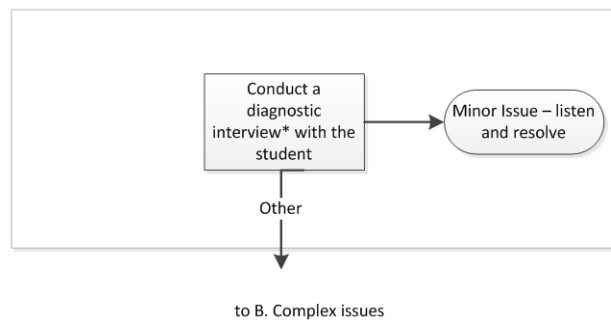 Conduct a
diagnostic
interview* with the
student
Minor Issue – listen
and resolve
Other
to B. Complex issues